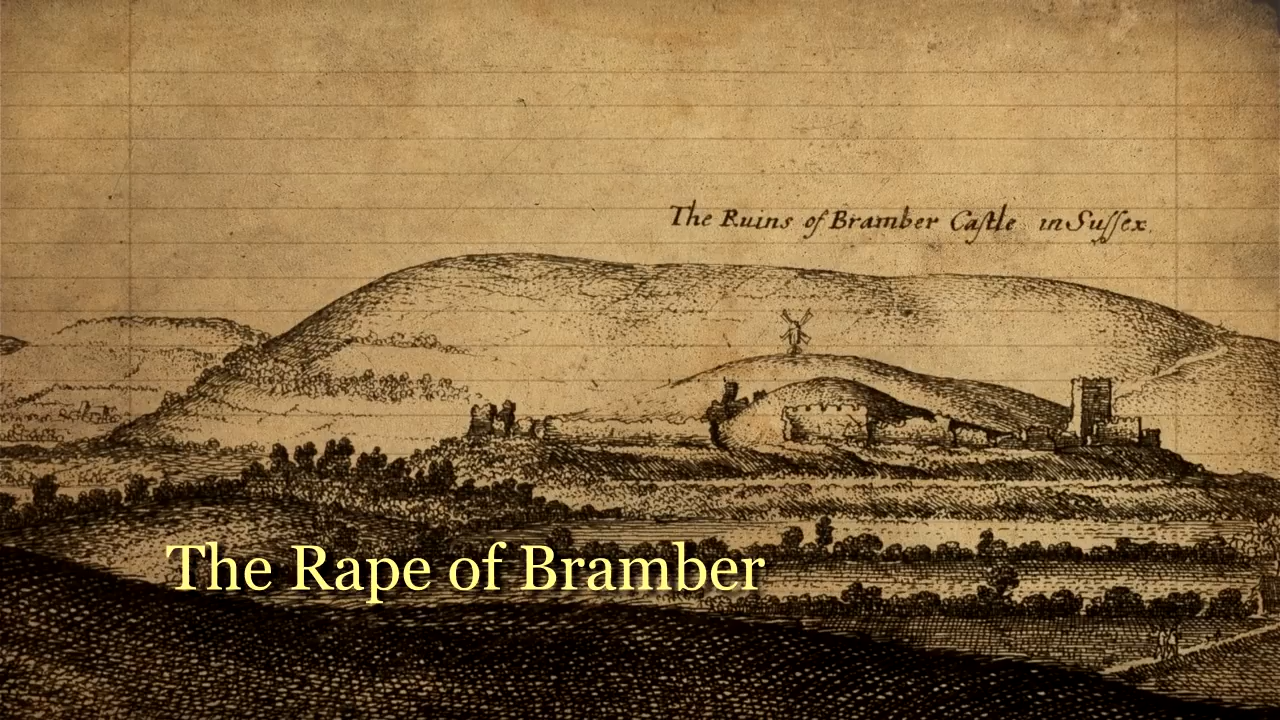 The Ruins of Bramber Caſtle in Suſſex.
The Rape of Bramber